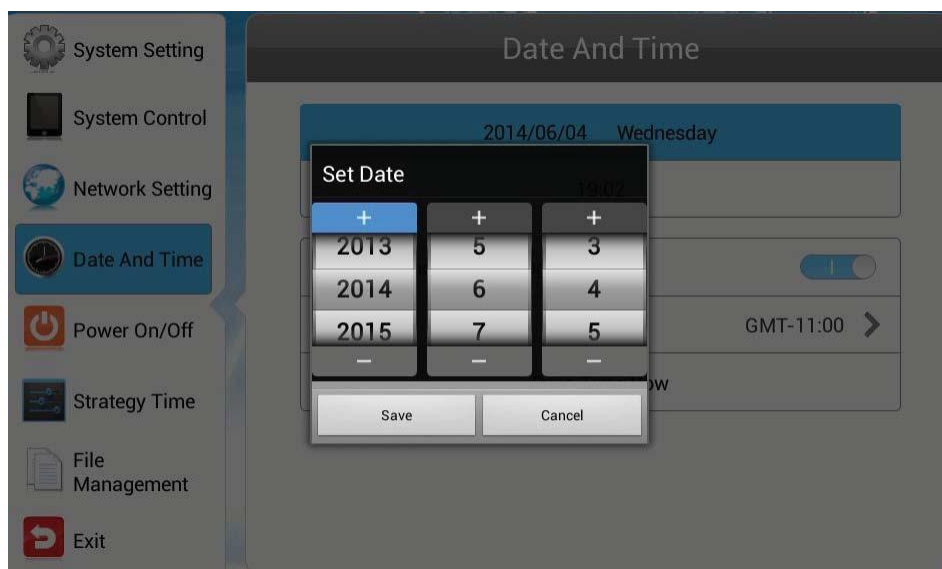 System Setting
System Control
Network Setting
Date And Time
Power On/Off
Strategy Time
File
Management
Exit
Date And Time
2014/06/04 Wednesday
19:02
GMT-11:00
Set Date
+ + +
2013 5 3
2014 6 4
2015 7 5
− − −
Save Cancel